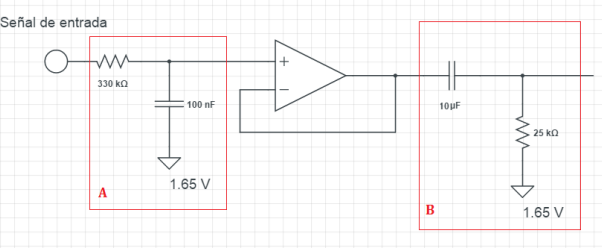 Señal de entrada
330 kΩ
100 nF
1.65 V
A
+
−
10µF
25 kΩ
1.65 V
B